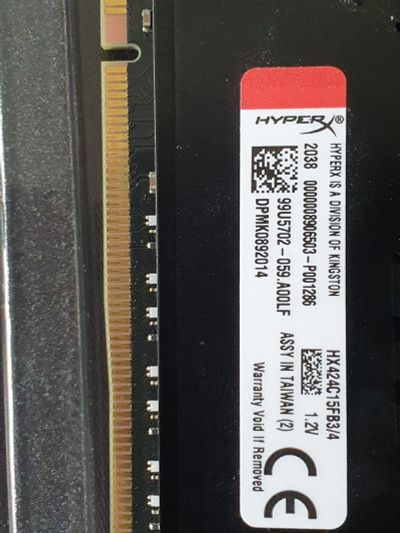 HYPERX®
HYPERX IS A DIVISION OF KINGSTON
2038 0000008906503-P001286
99U5702-059.A00LF
DPMK0892014
HX424C15FB3/4
1.2V
ASSY IN TAIWAN (2)
Warranty Void If Removed
CE